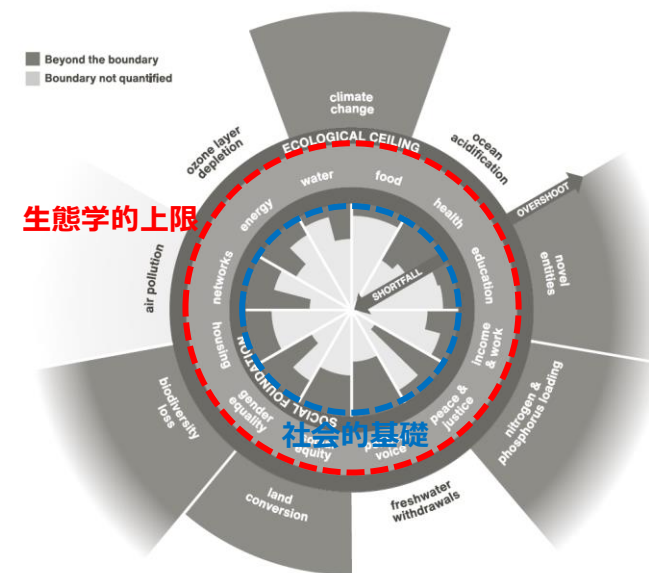 Beyond the boundary
Boundary not quantified
climate
change
ozone layer
depletion
ocean
acidification
ECOLOGICAL CEILING
water
food
energy
health
生態学的上限
OVERSHOOT
networks
education
SHORTFALL
air pollution
novel
entities
housing
income
& work
SOCIAL FOUNDATION
gender
equality
peace &
justice
社会的基礎
equity
voice
biodiversity
loss
nitrogen &
phosphorus loading
land
conversion
freshwater
withdrawals